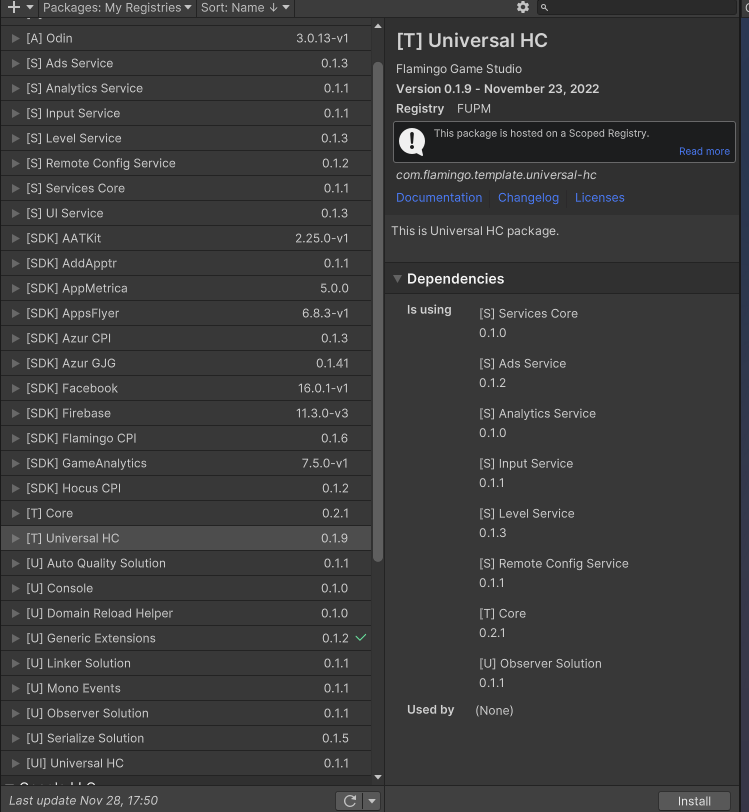 Packages: My Registries
Sort: Name ↓
[A] Odin 3.0.13-v1
[S] Ads Service 0.1.3
[S] Analytics Service 0.1.1
[S] Input Service 0.1.1
[S] Level Service 0.1.3
[S] Remote Config Service 0.1.2
[S] Services Core 0.1.1
[S] UI Service 0.1.3
[SDK] AATKit 2.25.0-v1
[SDK] AddApptr 0.1.1
[SDK] AppMetrica 5.0.0
[SDK] AppsFlyer 6.8.3-v1
[SDK] Azur CPI 0.1.3
[SDK] Azur GJG 0.1.41
[SDK] Facebook 16.0.1-v1
[SDK] Firebase 11.3.0-v3
[SDK] Flamingo CPI 0.1.6
[SDK] GameAnalytics 7.5.0-v1
[SDK] Hocus CPI 0.1.2
[T] Core 0.2.1
[T] Universal HC 0.1.9
[U] Auto Quality Solution 0.1.1
[U] Console 0.1.0
[U] Domain Reload Helper 0.1.0
[U] Generic Extensions 0.1.2
[U] Linker Solution 0.1.1
[U] Mono Events 0.1.1
[U] Observer Solution 0.1.1
[U] Serialize Solution 0.1.5
[UI] Universal HC 0.1.1
Last update Nov 28, 17:50
[T] Universal HC
Flamingo Game Studio
Version 0.1.9 - November 23, 2022
Registry FUPM
This package is hosted on a Scoped Registry.
Read more
com.flamingo.template.universal-hc
Documentation Changelog Licenses
This is Universal HC package.
Dependencies
Is using
[S] Services Core
0.1.0
[S] Ads Service
0.1.2
[S] Analytics Service
0.1.0
[S] Input Service
0.1.1
[S] Level Service
0.1.3
[S] Remote Config Service
0.1.1
[T] Core
0.2.1
[U] Observer Solution
0.1.1
Used by (None)
Install